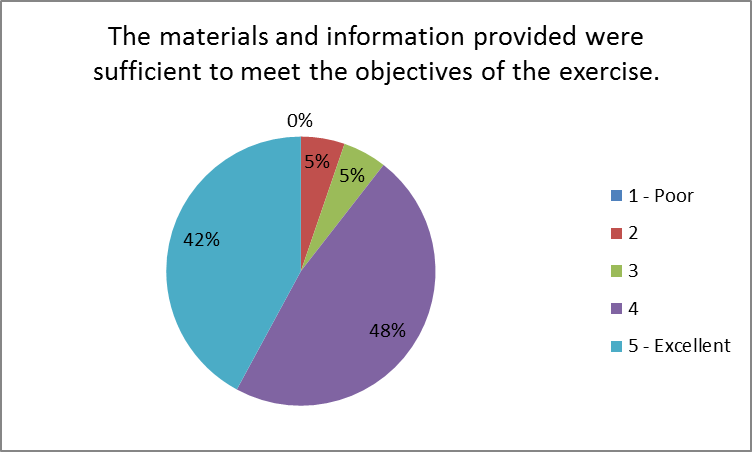 The materials and information provided were
sufficient to meet the objectives of the exercise.
0%
5%
5%
42%
48%
1 - Poor
2
3
4
5 - Excellent